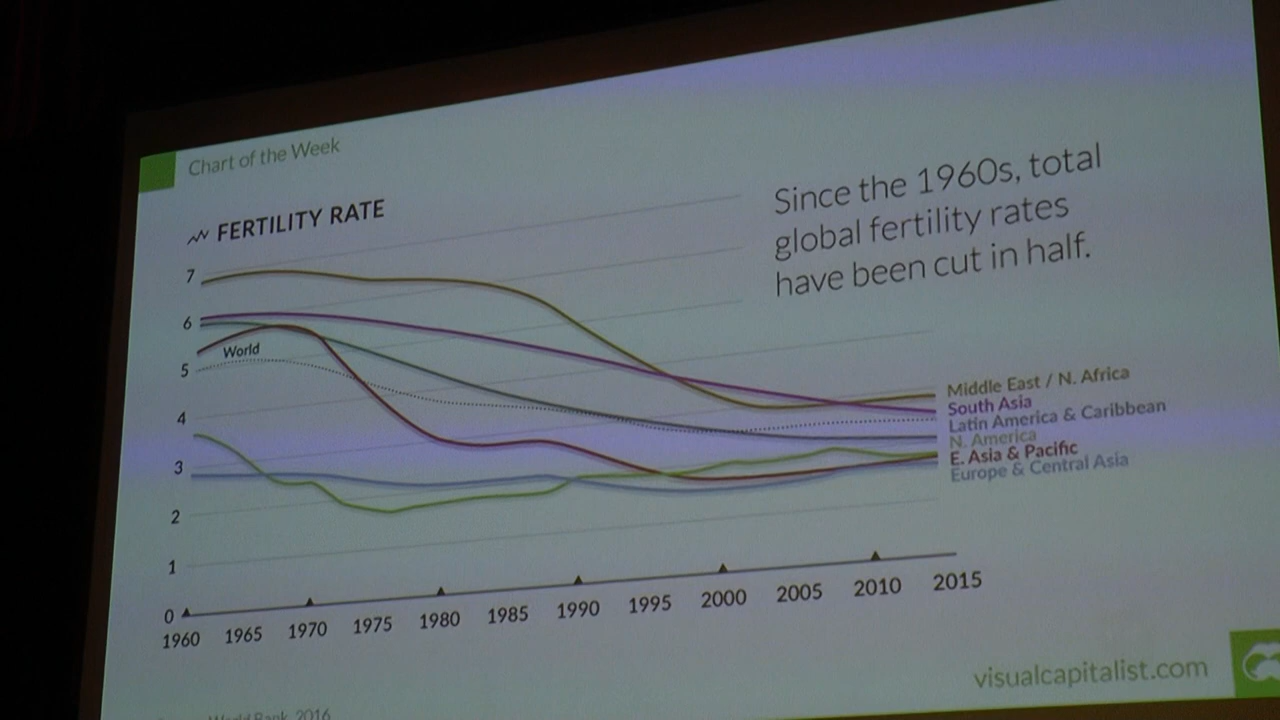 Chart of the Week
FERTILITY RATE
Since the 1960s, total
global fertility rates
have been cut in half.
7
6
World
5
4
3
2
1
0
Middle East / N. Africa
South Asia
Latin America & Caribbean
N. America
E. Asia & Pacific
Europe & Central Asia
1960 1965 1970 1975 1980 1985 1990 1995 2000 2005 2010 2015
visualcapitalist.com
World Bank, 2016